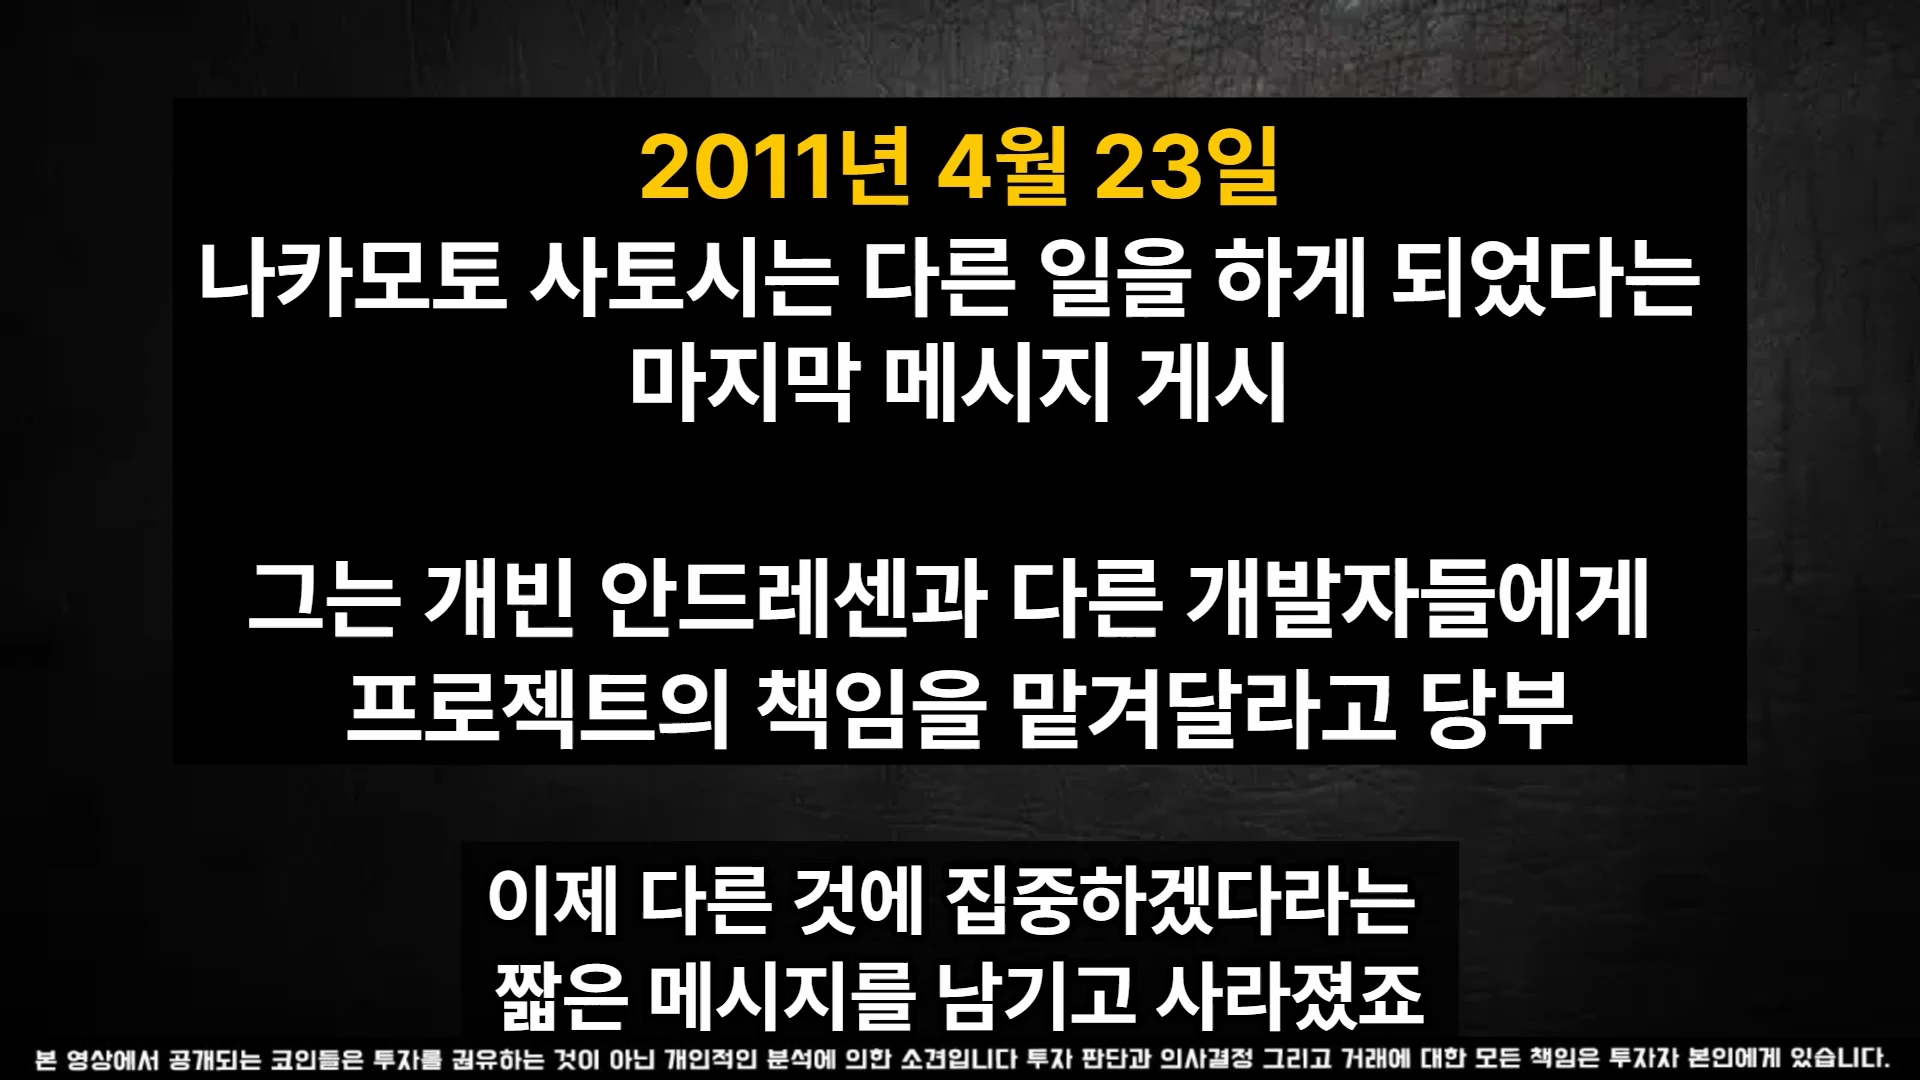 2011년 4월 23일
나카모토 사토시는 다른 일을 하게 되었다는
마지막 메시지 게시
그는 개빈 안드레센과 다른 개발자들에게
프로젝트의 책임을 맡겨달라고 당부
이제 다른 것에 집중하겠다라는
짧은 메시지를 남기고 사라졌죠
본 영상에서 공개되는 코인들은 투자를 권유하는 것이 아닌 개인적인 분석에 의한 소견입니다 투자 판단과 의사결정 그리고 거래에 대한 모든 책임은 투자자 본인에게 있습니다.